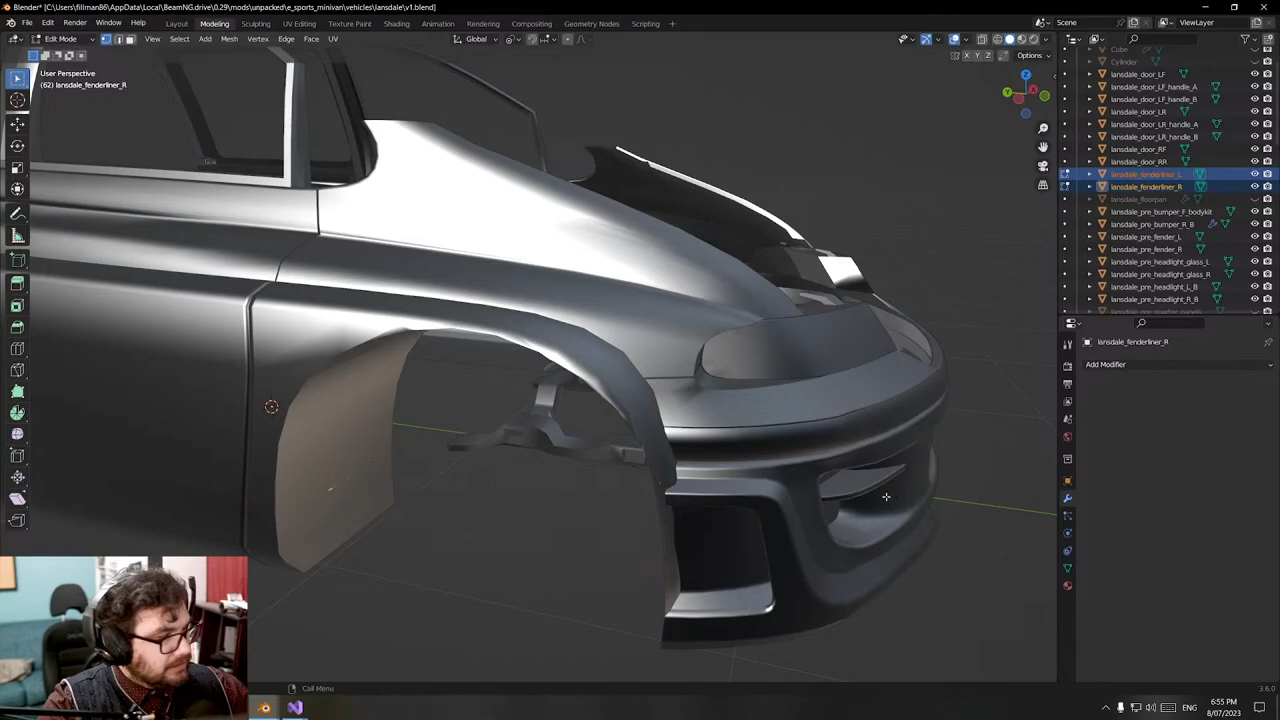 Blender* [C:\Users\fillman86\AppData\Local\BeamNG.drive\0.29\mods\unpacked\e_sports_minivan\vehicles\lansdale\v1.blend]
File Edit Render Window Help Layout Modeling Sculpting UV Editing Texture Paint Shading Animation Rendering Compositing Geometry Nodes Scripting + Scene ViewLayer
Edit Mode View Select Add Mesh Vertex Edge Face UV Global
X Y Z Options
User Perspective
(62) lansdale_fenderliner_R
Cube
Cylinder
lansdale_door_LF
lansdale_door_LF_handle_A
lansdale_door_LF_handle_B
lansdale_door_LR
lansdale_door_LR_handle_A
lansdale_door_LR_handle_B
lansdale_door_RF
lansdale_door_RR
lansdale_fenderliner_L
lansdale_fenderliner_R
lansdale_floorpan
lansdale_pre_bumper_F_bodykit
lansdale_pre_bumper_R_B
lansdale_pre_fender_L
lansdale_pre_fender_R
lansdale_pre_headlight_glass_L
lansdale_pre_headlight_glass_R
lansdale_pre_headlight_L_B
lansdale_pre_headlight_R_B
lansdale_pre_quarter_panels
lansdale_fenderliner_R
Add Modifier
Z
Y
X
Call Menu
3.6.0
ENG
6:55 PM
8/07/2023